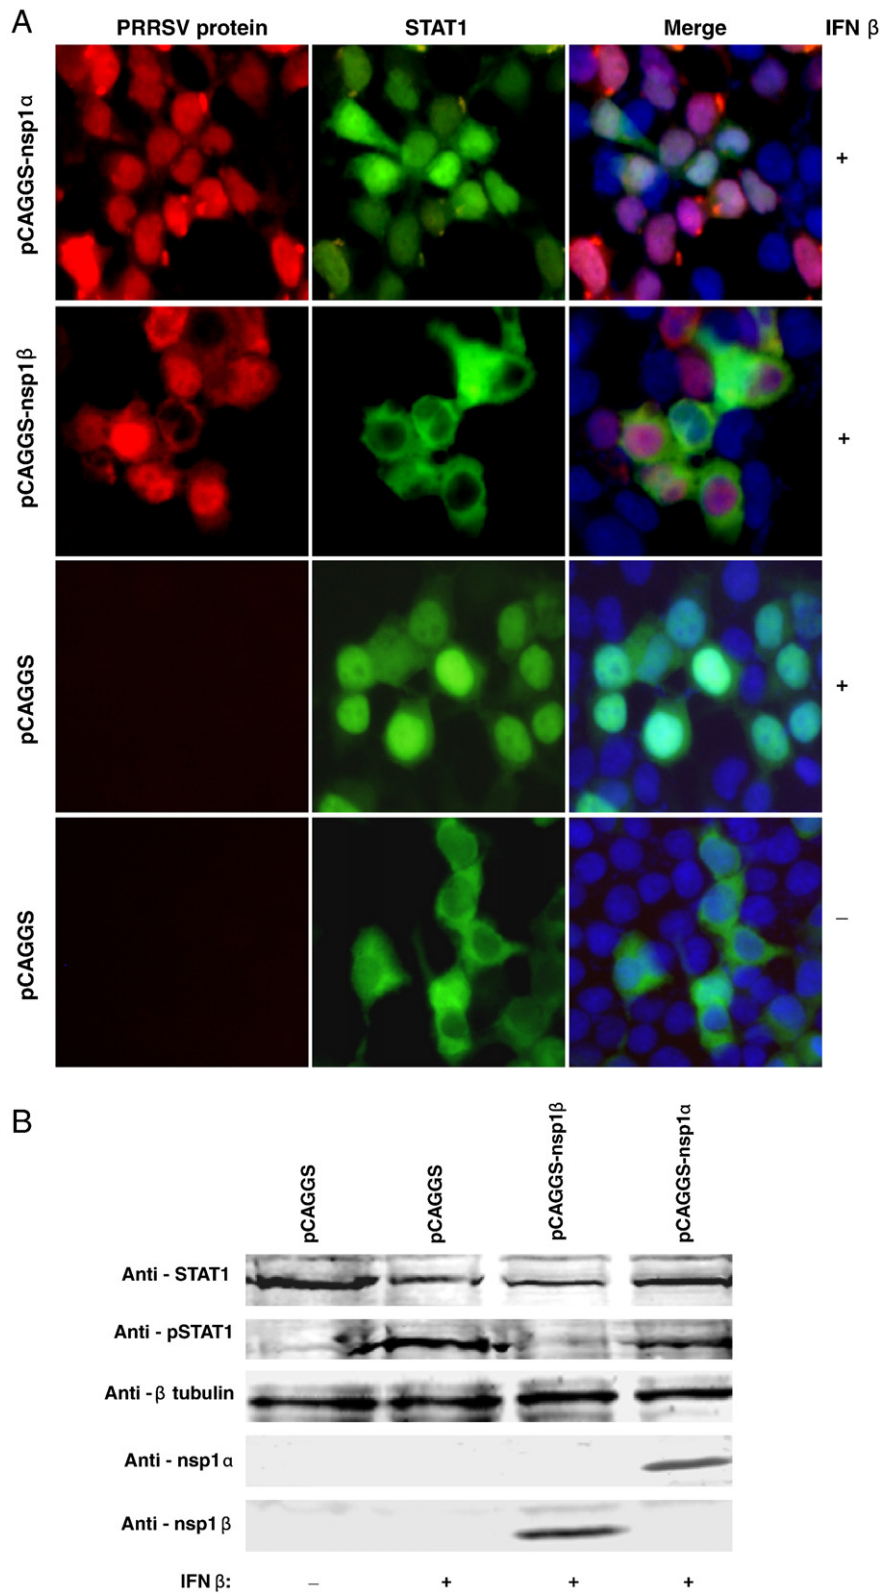 A
PRRSV protein STAT1 Merge IFN β
pCAGGS-nsp1α +
pCAGGS-nsp1β +
pCAGGS +
pCAGGS –
B
pCAGGS pCAGGS pCAGGS-nsp1β pCAGGS-nsp1α
Anti - STAT1
Anti - pSTAT1
Anti -β tubulin
Anti - nsp1α
Anti - nsp1β
IFN β: – + + +